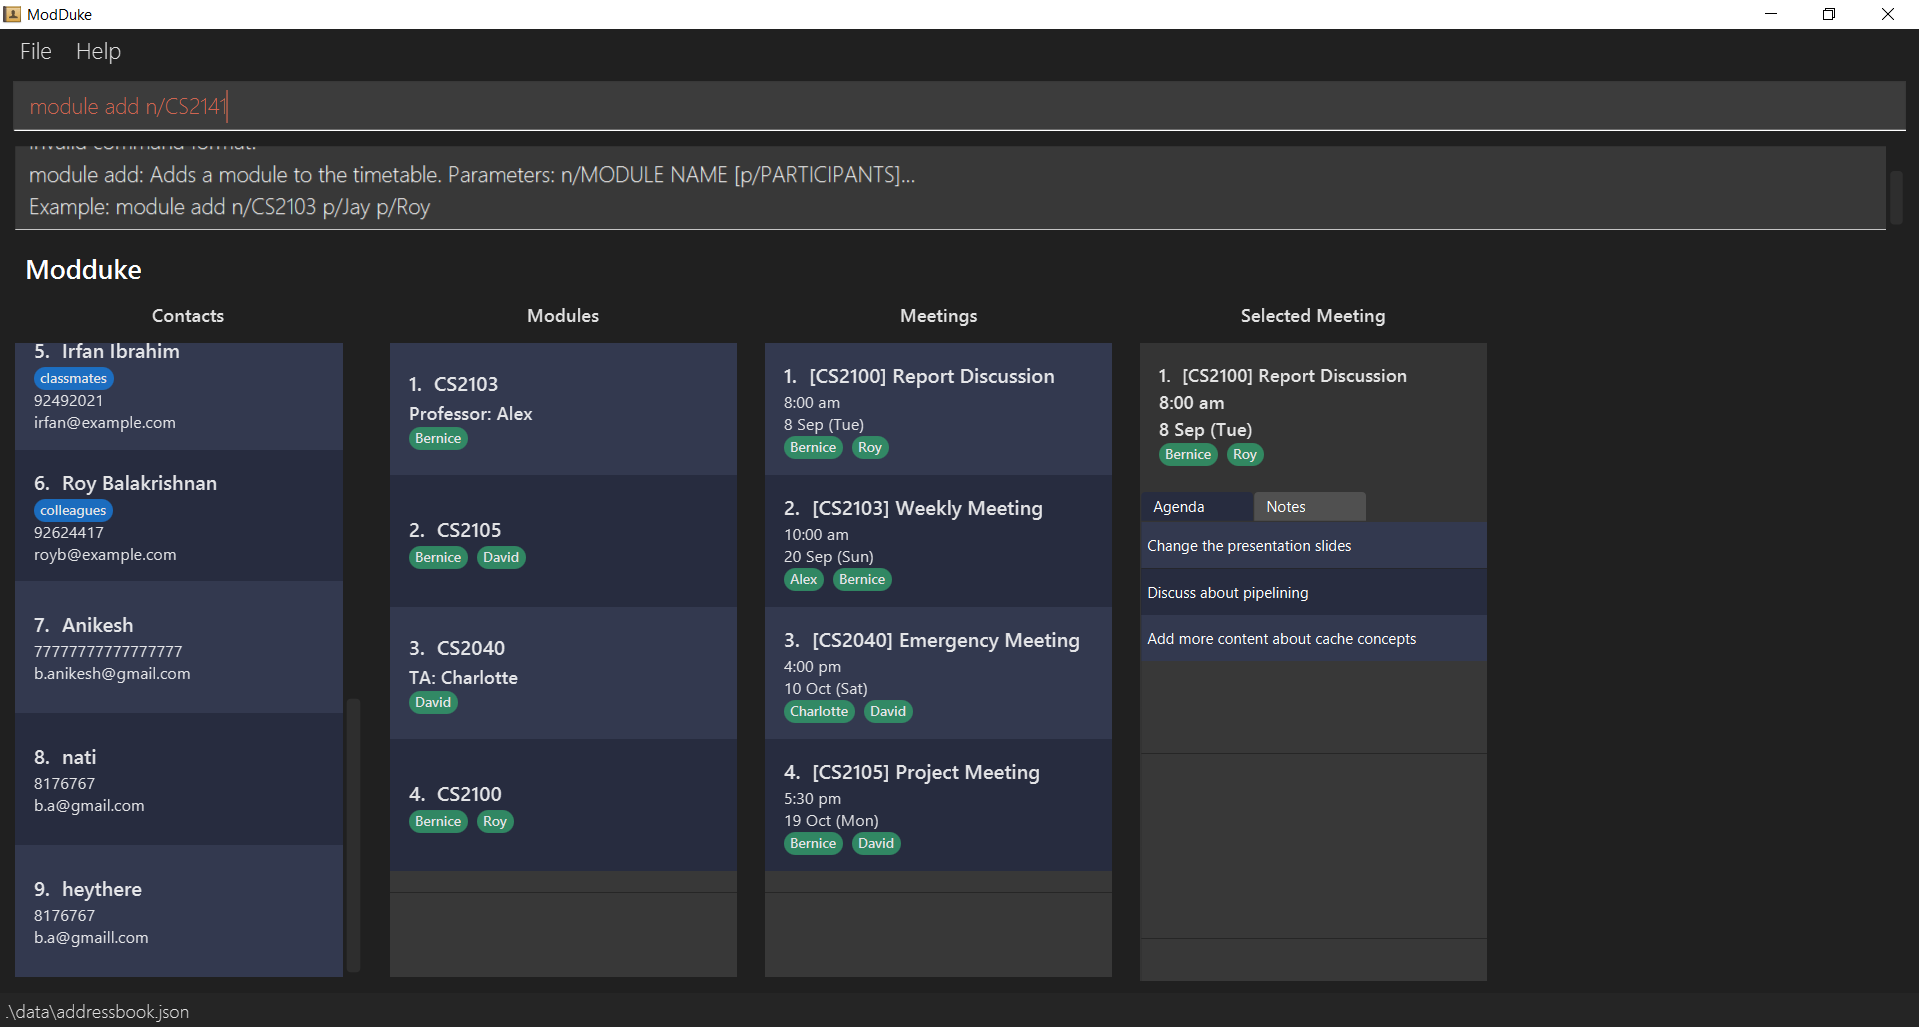 ModDuke
File Help
module add n/CS2141
Invalid command format!
module add: Adds a module to the timetable. Parameters: n/MODULE NAME [p/PARTICIPANTS]...
Example: module add n/CS2103 p/Jay p/Roy
Modduke
Contacts
5. Irfan Ibrahim
classmates
92492021
irfan@example.com
6. Roy Balakrishnan
colleagues
92624417
royb@example.com
7. Anikesh
77777777777777777
b.anikesh@gmail.com
8. nati
8176767
b.a@gmail.com
9. heythere
8176767
b.a@gmaill.com
Modules
1. CS2103
Professor: Alex
Bernice
2. CS2105
Bernice David
3. CS2040
TA: Charlotte
David
4. CS2100
Bernice Roy
Meetings
1. [CS2100] Report Discussion
8:00 am
8 Sep (Tue)
Bernice Roy
2. [CS2103] Weekly Meeting
10:00 am
20 Sep (Sun)
Alex Bernice
3. [CS2040] Emergency Meeting
4:00 pm
10 Oct (Sat)
Charlotte David
4. [CS2105] Project Meeting
5:30 pm
19 Oct (Mon)
Bernice David
Selected Meeting
1. [CS2100] Report Discussion
8:00 am
8 Sep (Tue)
Bernice Roy
Agenda Notes
Change the presentation slides
Discuss about pipelining
Add more content about cache concepts
.\data\addressbook.json